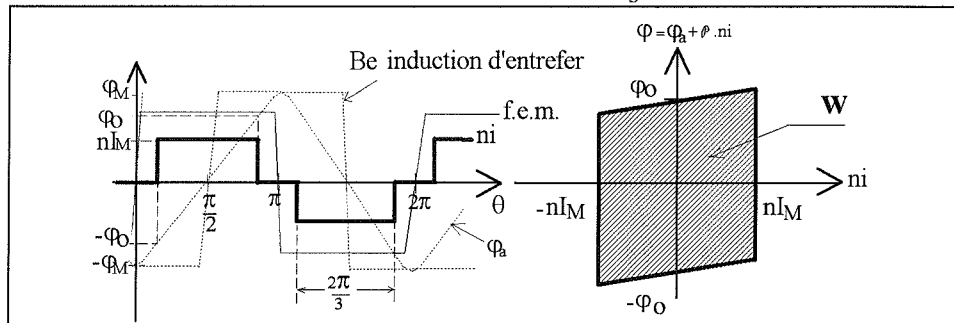 Be induction d'entrefer
φM
φO
nIM
-φO
-φM
π/2
π
2π
θ
f.e.m.
ni
φa
2π/3
φ=φa+𝓅.ni
φO
W
-nIM
nIM
ni
-φO